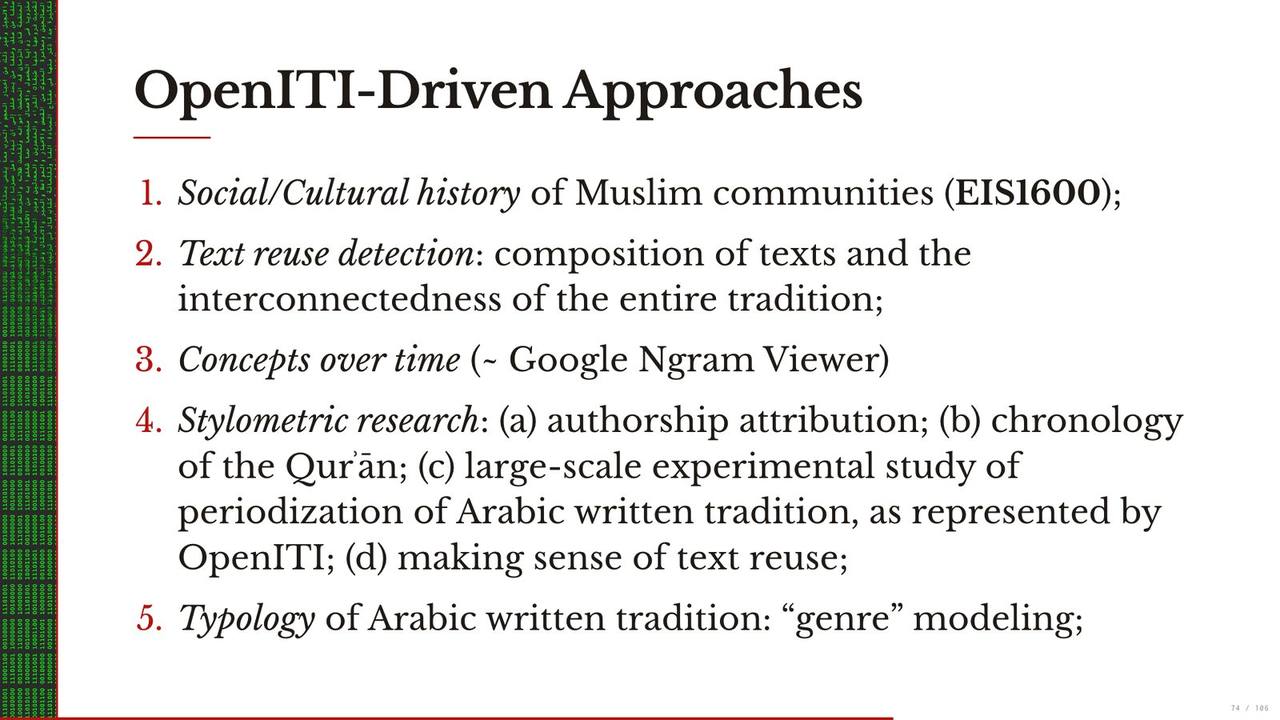 OpenITI-Driven Approaches
1. Social/Cultural history of Muslim communities (EIS1600);
2. Text reuse detection: composition of texts and the
interconnectedness of the entire tradition;
3. Concepts over time (~ Google Ngram Viewer)
4. Stylometric research: (a) authorship attribution; (b) chronology
of the Qurʾān; (c) large-scale experimental study of
periodization of Arabic written tradition, as represented by
OpenITI; (d) making sense of text reuse;
5. Typology of Arabic written tradition: “genre” modeling;
74 / 106